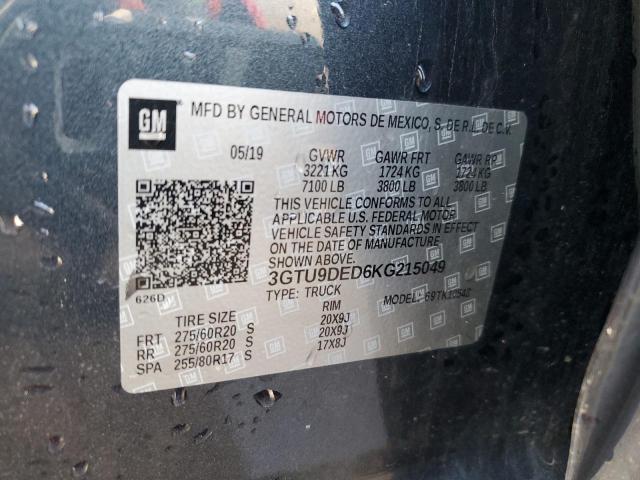 GM MFD BY GENERAL MOTORS DE MEXICO, S. DE R.L. DE C.V.
05/19 GVWR GAWR FRT GAWR RR
3221 KG 1724 KG 1724 KG
7100 LB 3800 LB 3800 LB
THIS VEHICLE CONFORMS TO ALL
APPLICABLE U.S. FEDERAL MOTOR
VEHICLE SAFETY STANDARDS IN EFFECT
ON THE DATE OF MANUFACTURE
SHOWN ABOVE.
3GTU9DED6KG215049
626D
TYPE: TRUCK MODEL: 69TK10543
TIRE SIZE RIM
FRT 275/60R20 S 20X9J
RR 275/60R20 S 20X9J
SPA 255/80R17 S 17X8J